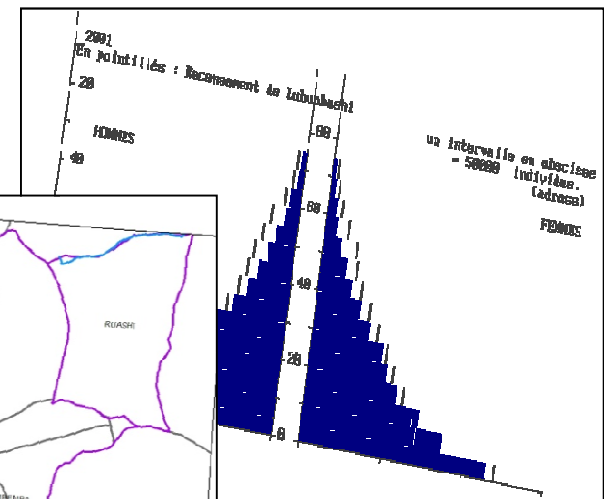 2001
En pointillés : Recensement de Lubumbashi
20
HOMMES
40
80
un intervalle en abscisse
= 50000 individus.
(adrass)
FEMMES
60
40
20
0
RUASHI